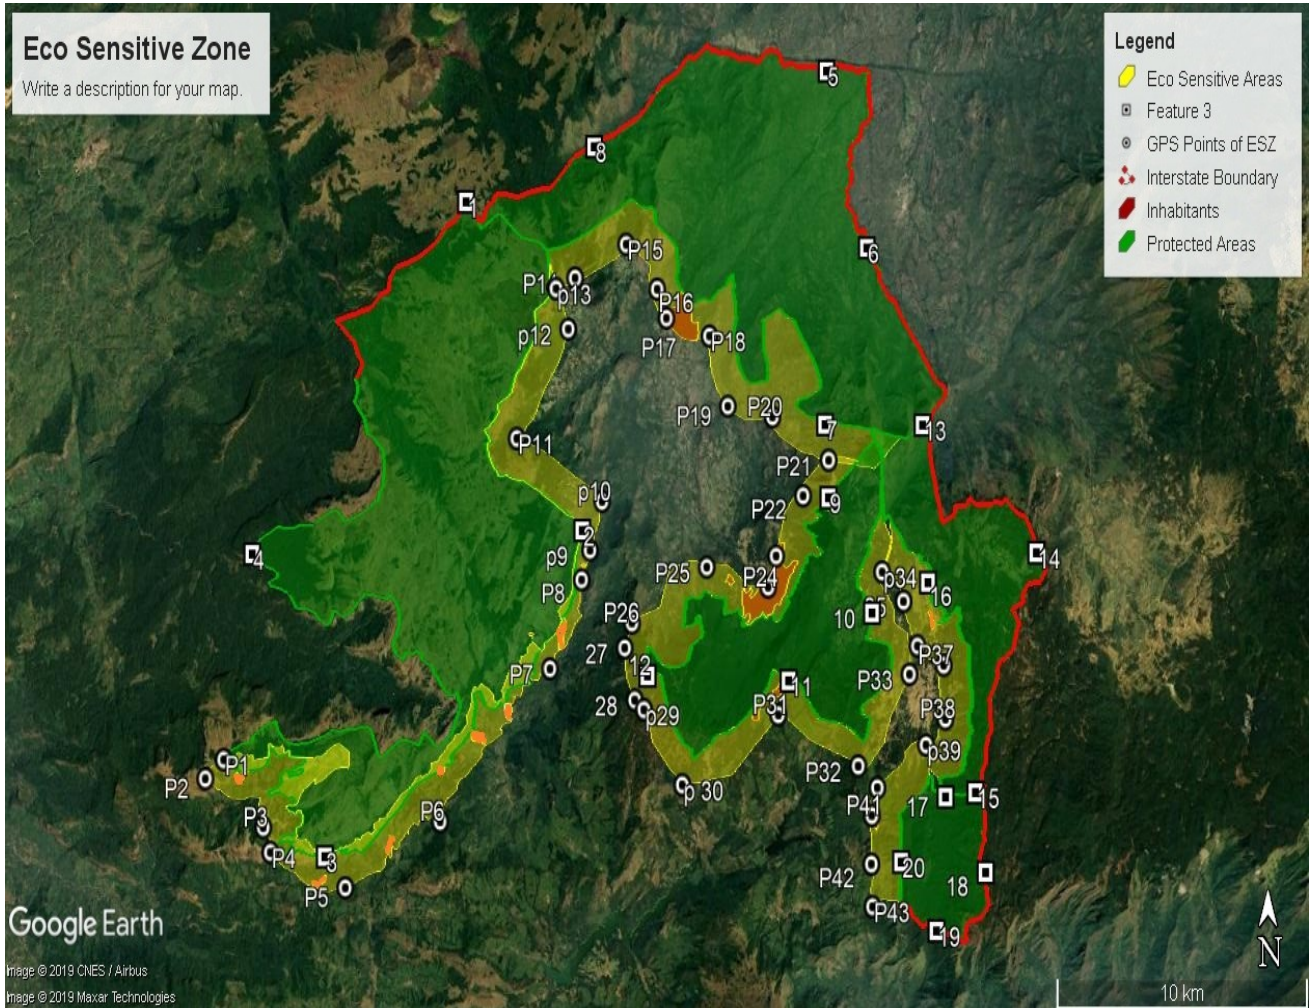 Eco Sensitive Zone
Write a description for your map.
Legend
Eco Sensitive Areas
Feature 3
GPS Points of ESZ
Interstate Boundary
Inhabitants
Protected Areas
5
8
1
6
P15
P14
p13
P16
p12
P17
P18
P19
P20
7
13
P11
P21
p10
P22
9
2
p9
4
14
P25
P24
p34
P8
16
35
10
P26
27
12
P37
P7
P33
11
28
p29
P31
P38
p39
P1
P2
P32
p 30
P41
17
15
P3
P6
P4
3
20
P42
18
P5
P43
19
Google Earth
Image © 2019 CNES / Airbus
Image © 2019 Maxar Technologies
N
10 km